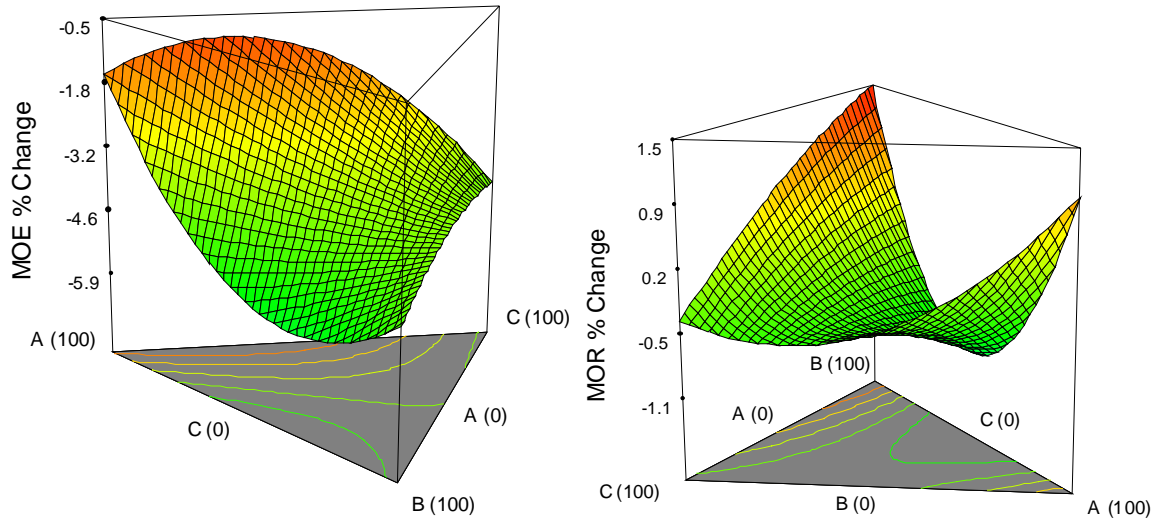 MOE % Change
-0.5
-1.8
-3.2
-4.6
-5.9
A (100)
C (100)
C (0)
A (0)
B (100)
MOR % Change
1.5
0.9
0.2
-0.5
-1.1
B (100)
A (0)
C (0)
C (100)
B (0)
A (100)